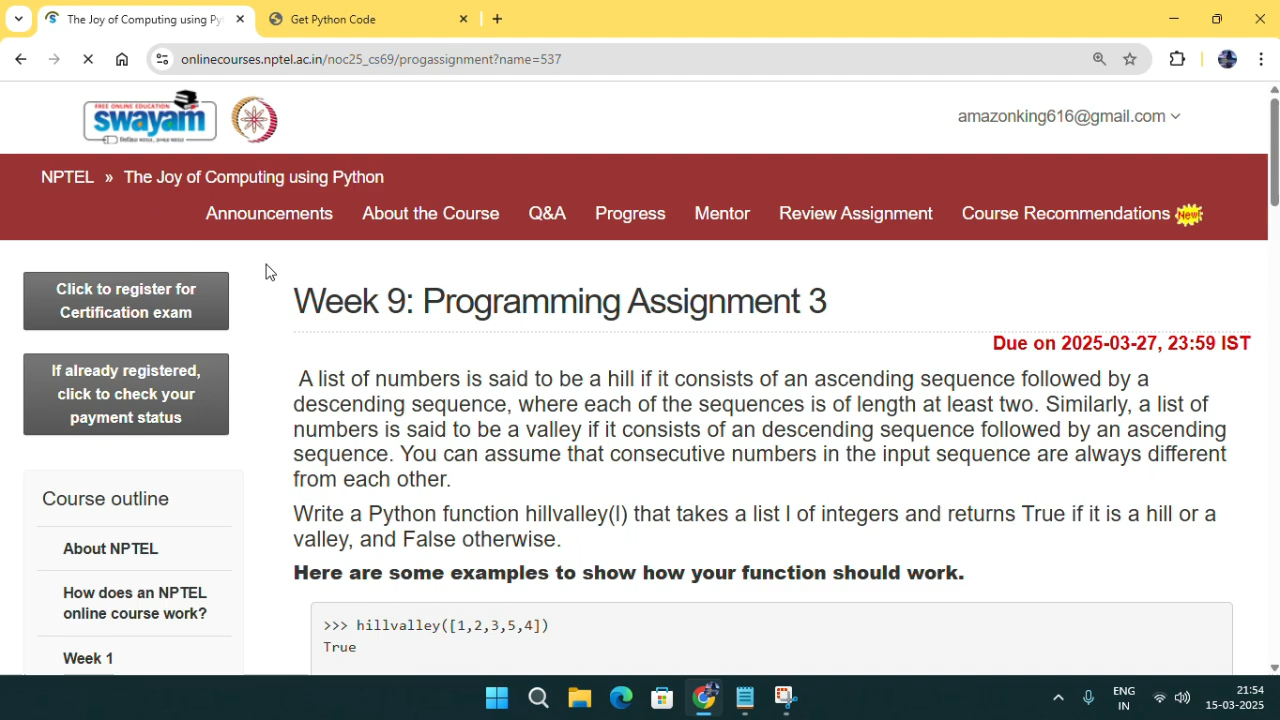 The Joy of Computing using Py
Get Python Code
onlinecourses.nptel.ac.in/noc25_cs69/progassignment?name=537
FREE ONLINE EDUCATION
swayam
amazonking616@gmail.com
NPTEL » The Joy of Computing using Python
Announcements About the Course Q&A Progress Mentor Review Assignment Course Recommendations New!
Click to register for
Certification exam
If already registered,
click to check your
payment status
Course outline
About NPTEL
How does an NPTEL
online course work?
Week 1
Week 9: Programming Assignment 3
Due on 2025-03-27, 23:59 IST
A list of numbers is said to be a hill if it consists of an ascending sequence followed by a
descending sequence, where each of the sequences is of length at least two. Similarly, a list of
numbers is said to be a valley if it consists of an descending sequence followed by an ascending
sequence. You can assume that consecutive numbers in the input sequence are always different
from each other.
Write a Python function hillvalley(l) that takes a list l of integers and returns True if it is a hill or a
valley, and False otherwise.
Here are some examples to show how your function should work.
>>> hillvalley([1,2,3,5,4])
True
ENG
IN
21:54
15-03-2025